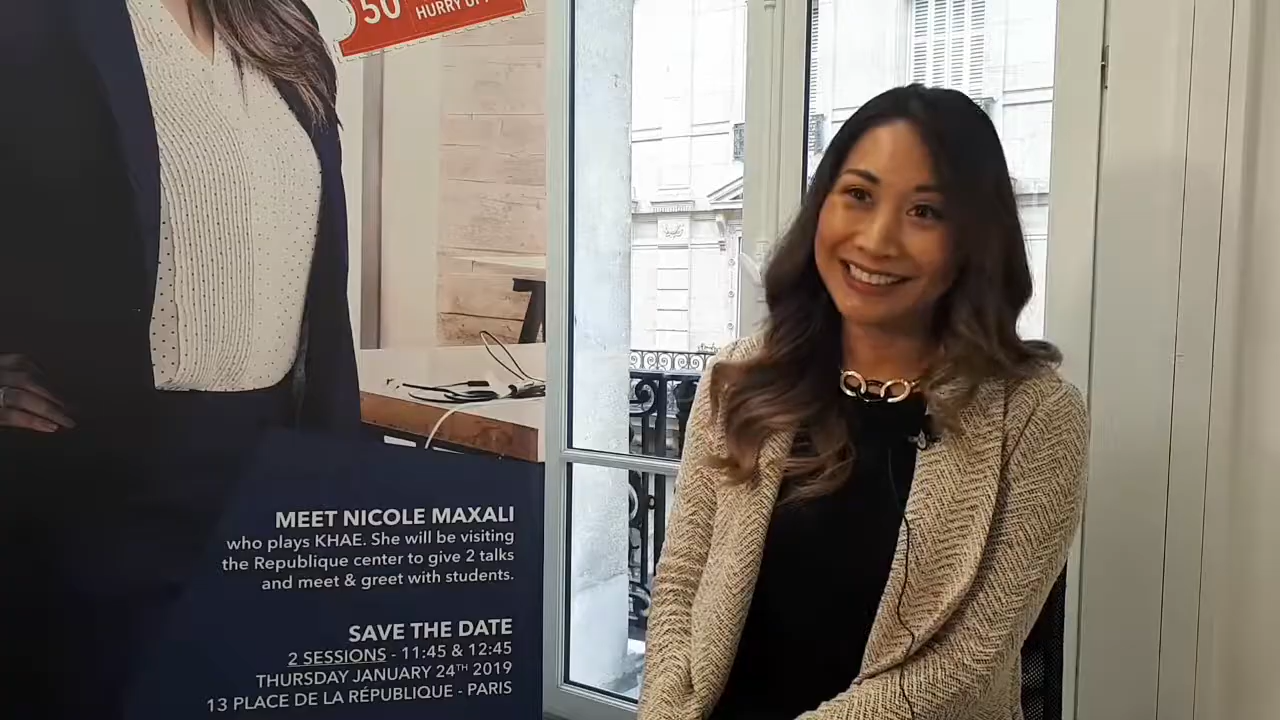 50
HURRY UP
MEET NICOLE MAXALI
who plays KHAE. She will be visiting
the Republique center to give 2 talks
and meet & greet with students.
SAVE THE DATE
2 SESSIONS - 11:45 & 12:45
THURSDAY JANUARY 24TH 2019
13 PLACE DE LA RÉPUBLIQUE - PARIS